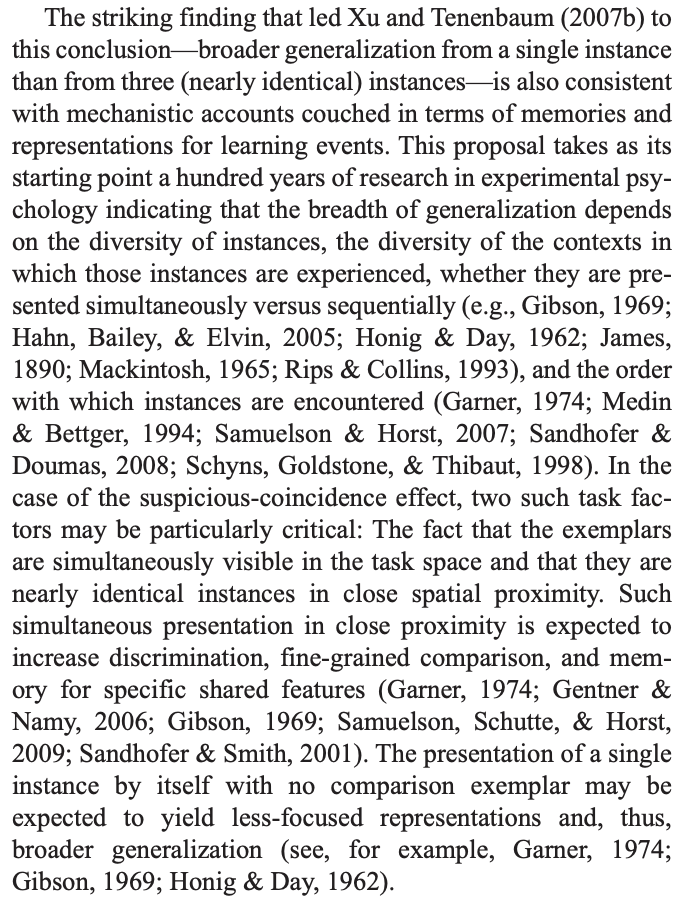 The striking finding that led Xu and Tenenbaum (2007b) to
this conclusion—broader generalization from a single instance
than from three (nearly identical) instances—is also consistent
with mechanistic accounts couched in terms of memories and
representations for learning events. This proposal takes as its
starting point a hundred years of research in experimental psy-
chology indicating that the breadth of generalization depends
on the diversity of instances, the diversity of the contexts in
which those instances are experienced, whether they are pre-
sented simultaneously versus sequentially (e.g., Gibson, 1969;
Hahn, Bailey, & Elvin, 2005; Honig & Day, 1962; James,
1890; Mackintosh, 1965; Rips & Collins, 1993), and the order
with which instances are encountered (Garner, 1974; Medin
& Bettger, 1994; Samuelson & Horst, 2007; Sandhofer &
Doumas, 2008; Schyns, Goldstone, & Thibaut, 1998). In the
case of the suspicious-coincidence effect, two such task fac-
tors may be particularly critical: The fact that the exemplars
are simultaneously visible in the task space and that they are
nearly identical instances in close spatial proximity. Such
simultaneous presentation in close proximity is expected to
increase discrimination, fine-grained comparison, and mem-
ory for specific shared features (Garner, 1974; Gentner &
Namy, 2006; Gibson, 1969; Samuelson, Schutte, & Horst,
2009; Sandhofer & Smith, 2001). The presentation of a single
instance by itself with no comparison exemplar may be
expected to yield less-focused representations and, thus,
broader generalization (see, for example, Garner, 1974;
Gibson, 1969; Honig & Day, 1962).